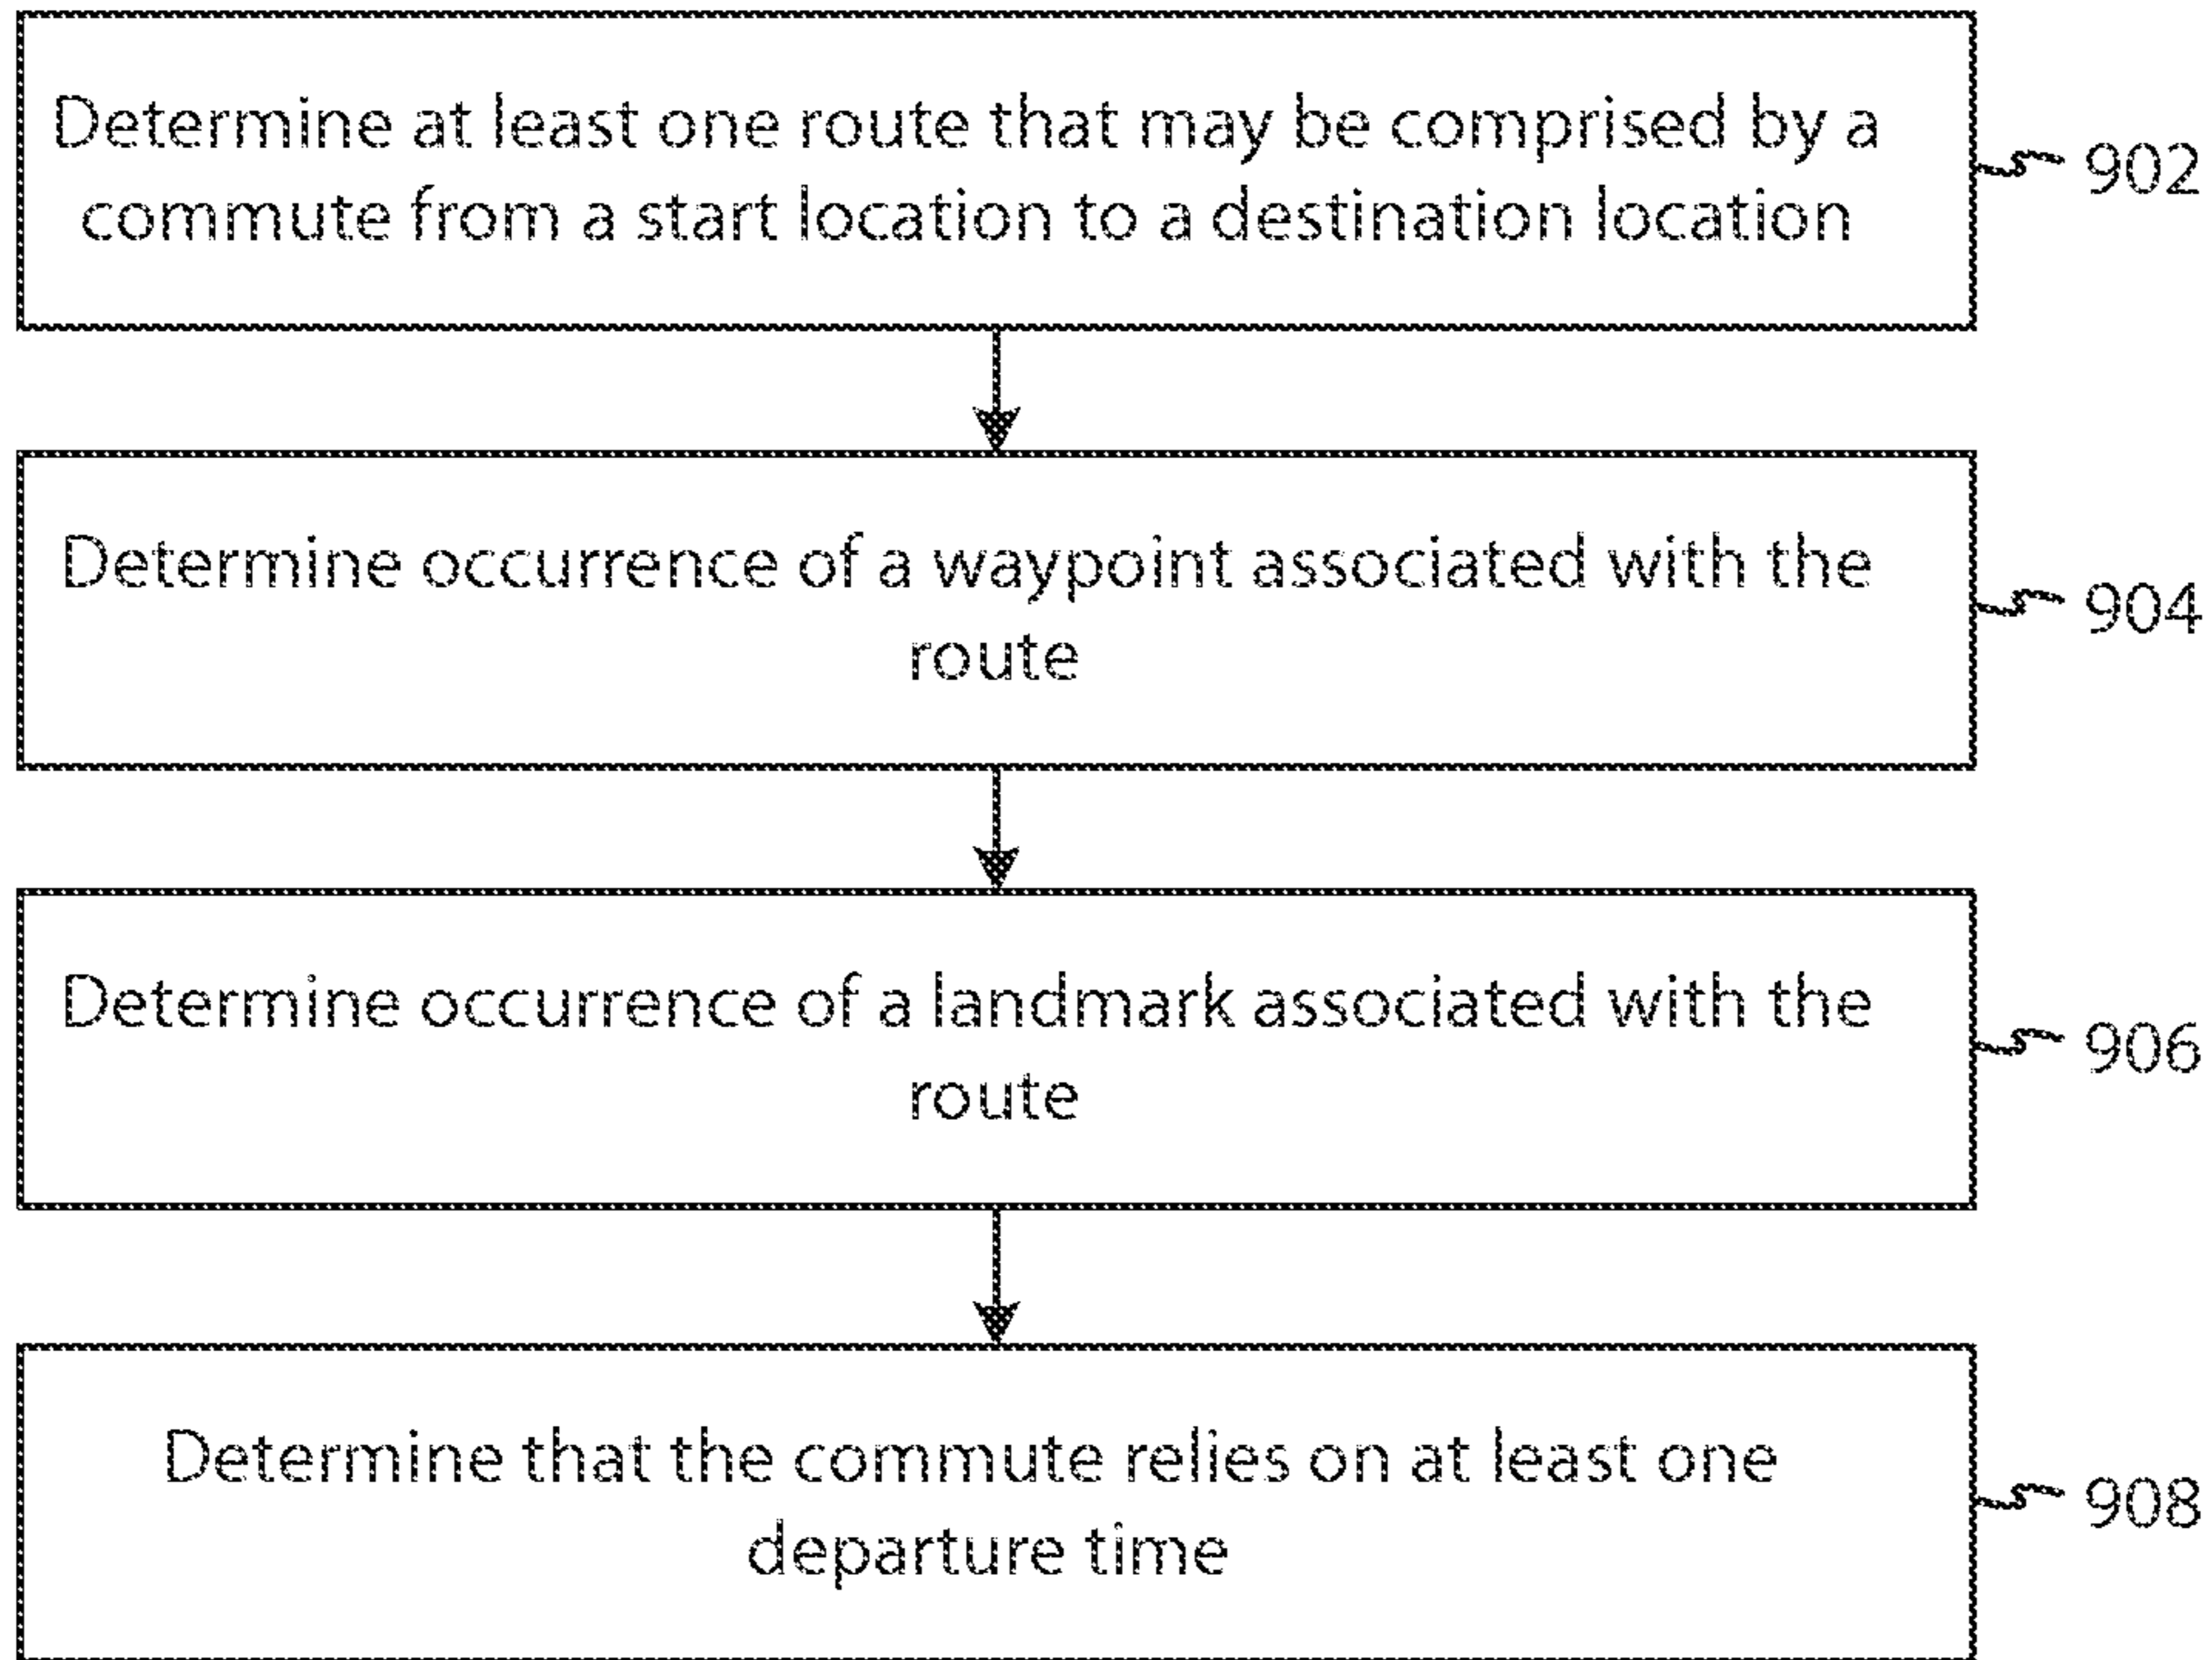 Determine at least one route that may be comprised by a
commute from a start location to a destination location
902
Determine occurrence of a waypoint associated with the
route
904
Determine occurrence of a landmark associated with the
route
906
Determine that the commute relies on at least one
departure time
908